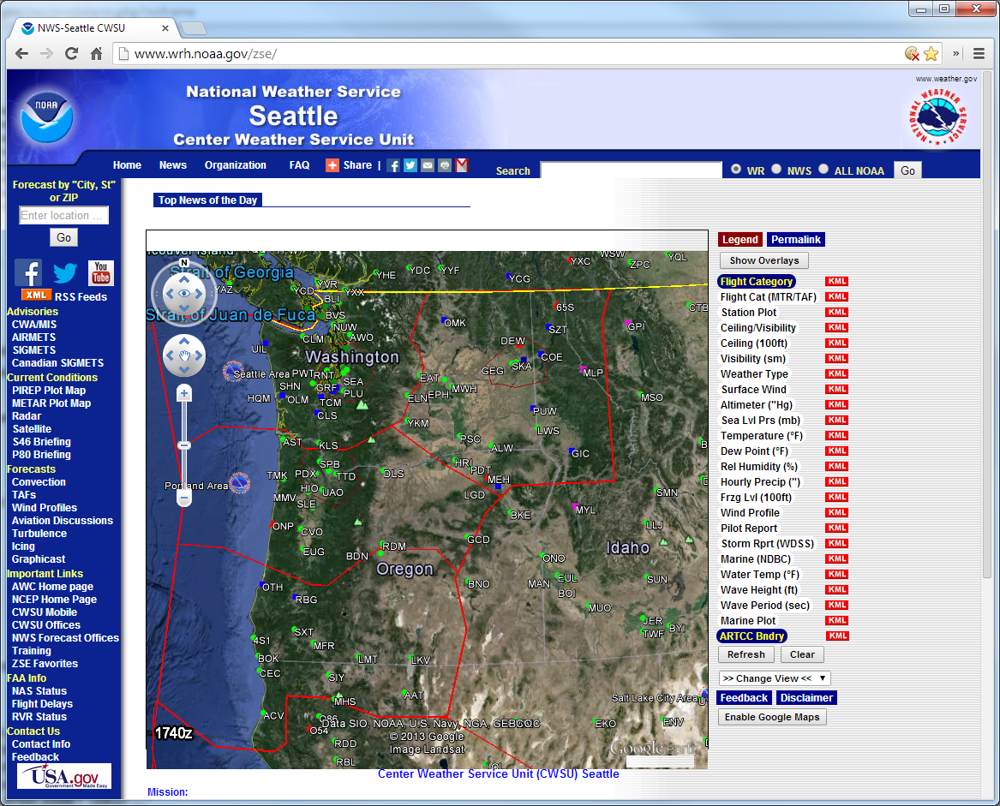 NWS-Seattle CWSU
www.wrh.noaa.gov/zse/
www.weather.gov
NOAA
National Weather Service
Seattle
Center Weather Service Unit
NATIONAL WEATHER SERVICE
Home News Organization FAQ Share | Search WR NWS ALL NOAA Go
Forecast by "City, St"
or ZIP
Enter location ...
Go
You
Tube
XML RSS Feeds
Advisories
CWA/MIS
AIRMETS
SIGMETS
Canadian SIGMETS
Current Conditions
PIREP Plot Map
METAR Plot Map
Radar
Satellite
S46 Briefing
P80 Briefing
Forecasts
Convection
TAFs
Wind Profiles
Aviation Discussions
Turbulence
Icing
Graphicast
Important Links
AWC Home page
NCEP Home Page
CWSU Mobile
CWSU Offices
NWS Forecast Offices
Training
ZSE Favorites
FAA Info
NAS Status
Flight Delays
RVR Status
Contact Us
Contact Info
Feedback
USA.gov
Government Made Easy
Top News of the Day
WSW
YXC ZPC YQL
YHE YDC YYF
Strait of Georgia
YCG
N
YAZ YCD YVR YXX
BLI
65S
CTB
Strait of Juan de Fuca
BVS
NUW
OMK
SZT
GPI
CLM AWO
UIL
DEW
Washington
COE
SKA
GEG
MLP
Seattle Area PWT RNT SEA
EAT
SHN GRF PLU
MWH
HQM OLM TCM
ELN EPH
MSO
CLS
PUW
YKM
LWS
AST KLS
PSC
ALW
GIC
SPB
HRI
TMK PDX TTD
DLS
PDT
MEH
Portland Area
HIO UAO
LGD
SMN
MMV
SLE
BKE
MYL
ONP
CVO
LLJ
GCD
EUG
BDN RDM
ONO
Idaho
Oregon
OTH
BNO
MAN EUL
BOI
SUN
RBG
MUO
JER
TWF BYI
4S1 SXT
MFR
BOK
LMT LKV
CEC
SIY
AAT
MHS
Salt Lake City Area
ACV
O86
O54
EKO ENV
1740z
RDD
RBL
LOL
Data SIO, NOAA, U.S. Navy, NGA, GEBCO
© 2013 Google
Image Landsat
Google earth
Legend Permalink
Show Overlays
Flight Category KML
Flight Cat (MTR/TAF) KML
Station Plot KML
Ceiling/Visibility KML
Ceiling (100ft) KML
Visibility (sm) KML
Weather Type KML
Surface Wind KML
Altimeter ("Hg) KML
Sea Lvl Prs (mb) KML
Temperature (°F) KML
Dew Point (°F) KML
Rel Humidity (%) KML
Hourly Precip (") KML
Frzg Lvl (100ft) KML
Wind Profile KML
Pilot Report KML
Storm Rprt (WDSS) KML
Marine (NDBC) KML
Water Temp (°F) KML
Wave Height (ft) KML
Wave Period (sec) KML
Marine Plot KML
ARTCC Bndry KML
Refresh Clear
>> Change View <<
Feedback Disclaimer
Enable Google Maps
Center Weather Service Unit (CWSU) Seattle
Mission: